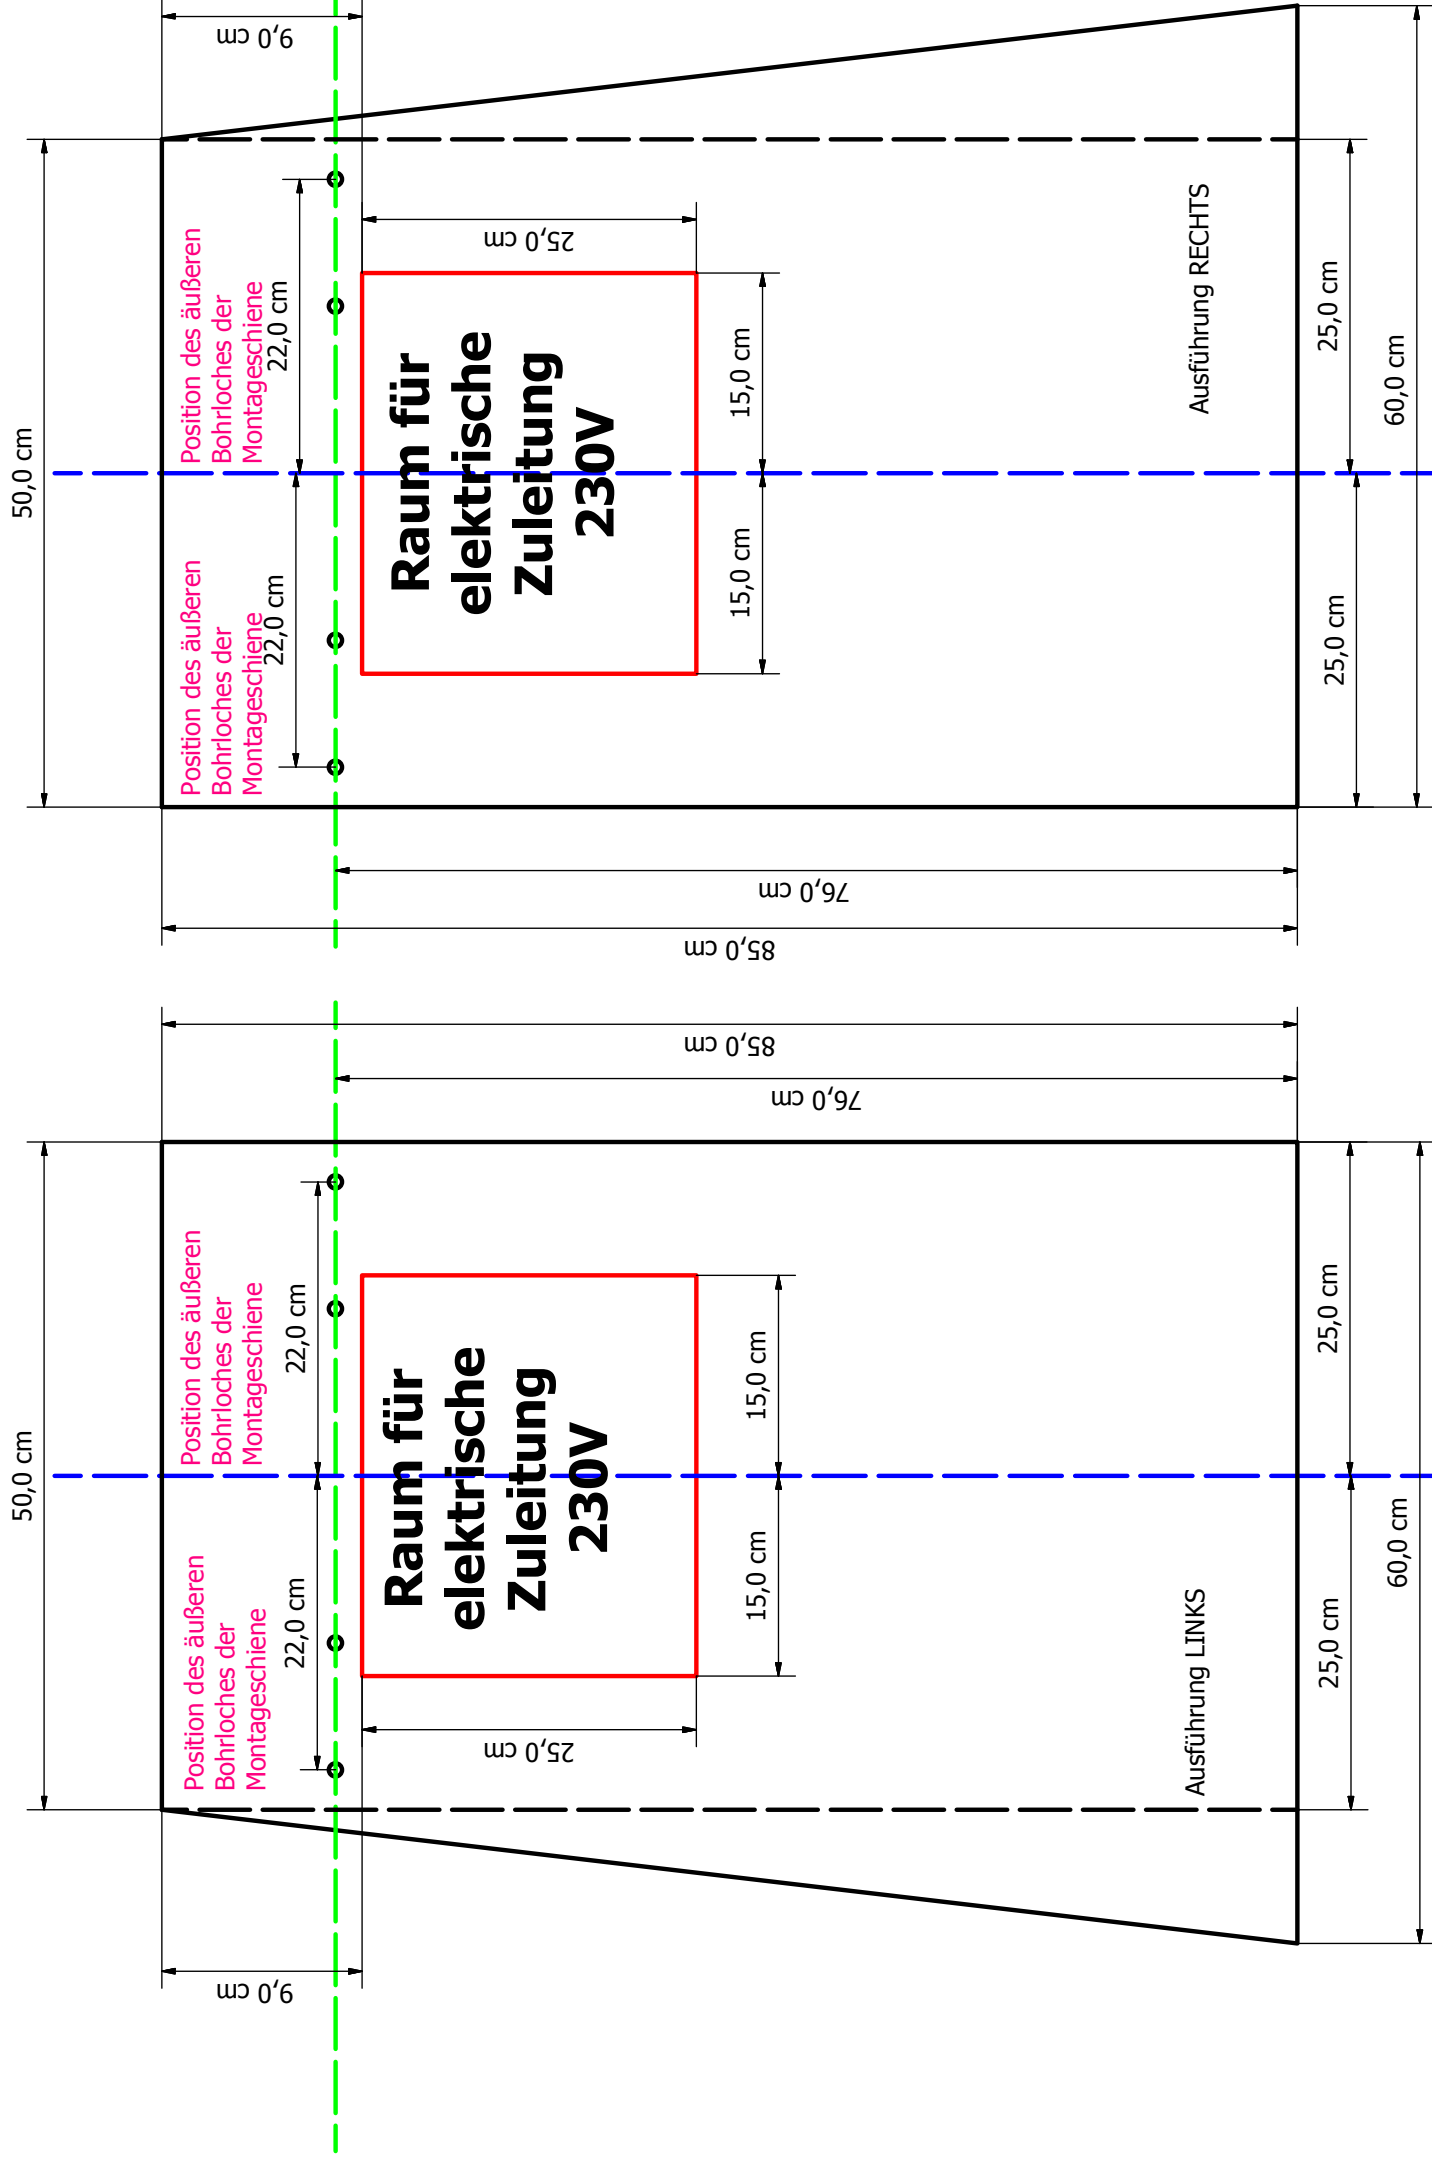 50,0 cm
9,0 cm
Position des äußeren
Bohrloches der
Montageschiene
22,0 cm
Position des äußeren
Bohrloches der
Montageschiene
22,0 cm
25,0 cm
Raum für
elektrische
Zuleitung
230V
15,0 cm
15,0 cm
Ausführung RECHTS
25,0 cm
25,0 cm
60,0 cm
76,0 cm
85,0 cm
85,0 cm
76,0 cm
50,0 cm
Position des äußeren
Bohrloches der
Montageschiene
22,0 cm
Position des äußeren
Bohrloches der
Montageschiene
22,0 cm
Raum für
elektrische
Zuleitung
230V
15,0 cm
15,0 cm
25,0 cm
Ausführung LINKS
25,0 cm
25,0 cm
60,0 cm
9,0 cm